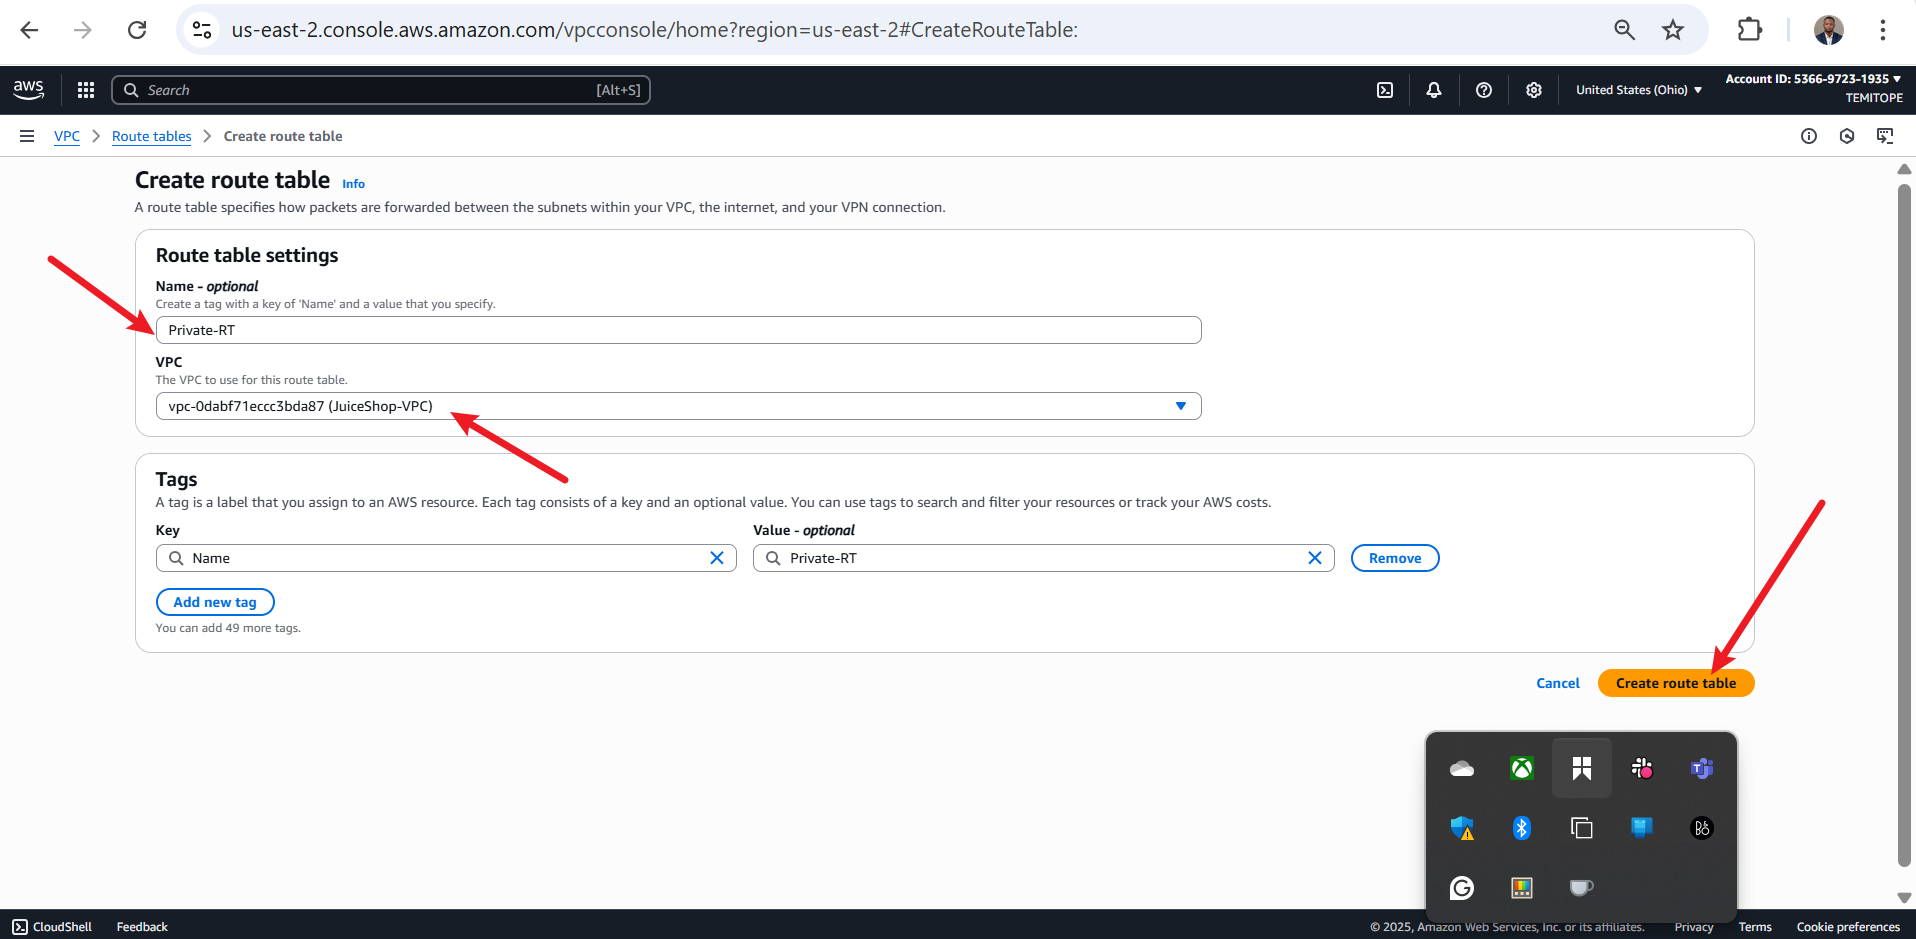 us-east-2.console.aws.amazon.com/vpcconsole/home?region=us-east-2#CreateRouteTable:
aws
Search
[Alt+S]
United States (Ohio)
Account ID: 5366-9723-1935
TEMITOPE
VPC
Route tables
Create route table
Create route table
Info
A route table specifies how packets are forwarded between the subnets within your VPC, the internet, and your VPN connection.
Route table settings
Name - optional
Create a tag with a key of 'Name' and a value that you specify.
Private-RT
VPC
The VPC to use for this route table.
vpc-0dabf71eccc3bda87 (JuiceShop-VPC)
Tags
A tag is a label that you assign to an AWS resource. Each tag consists of a key and an optional value. You can use tags to search and filter your resources or track your AWS costs.
Key
Value - optional
Name
Private-RT
Remove
Add new tag
You can add 49 more tags.
Cancel
Create route table
CloudShell
Feedback
© 2025, Amazon Web Services, Inc. or its affiliates.
Privacy
Terms
Cookie preferences